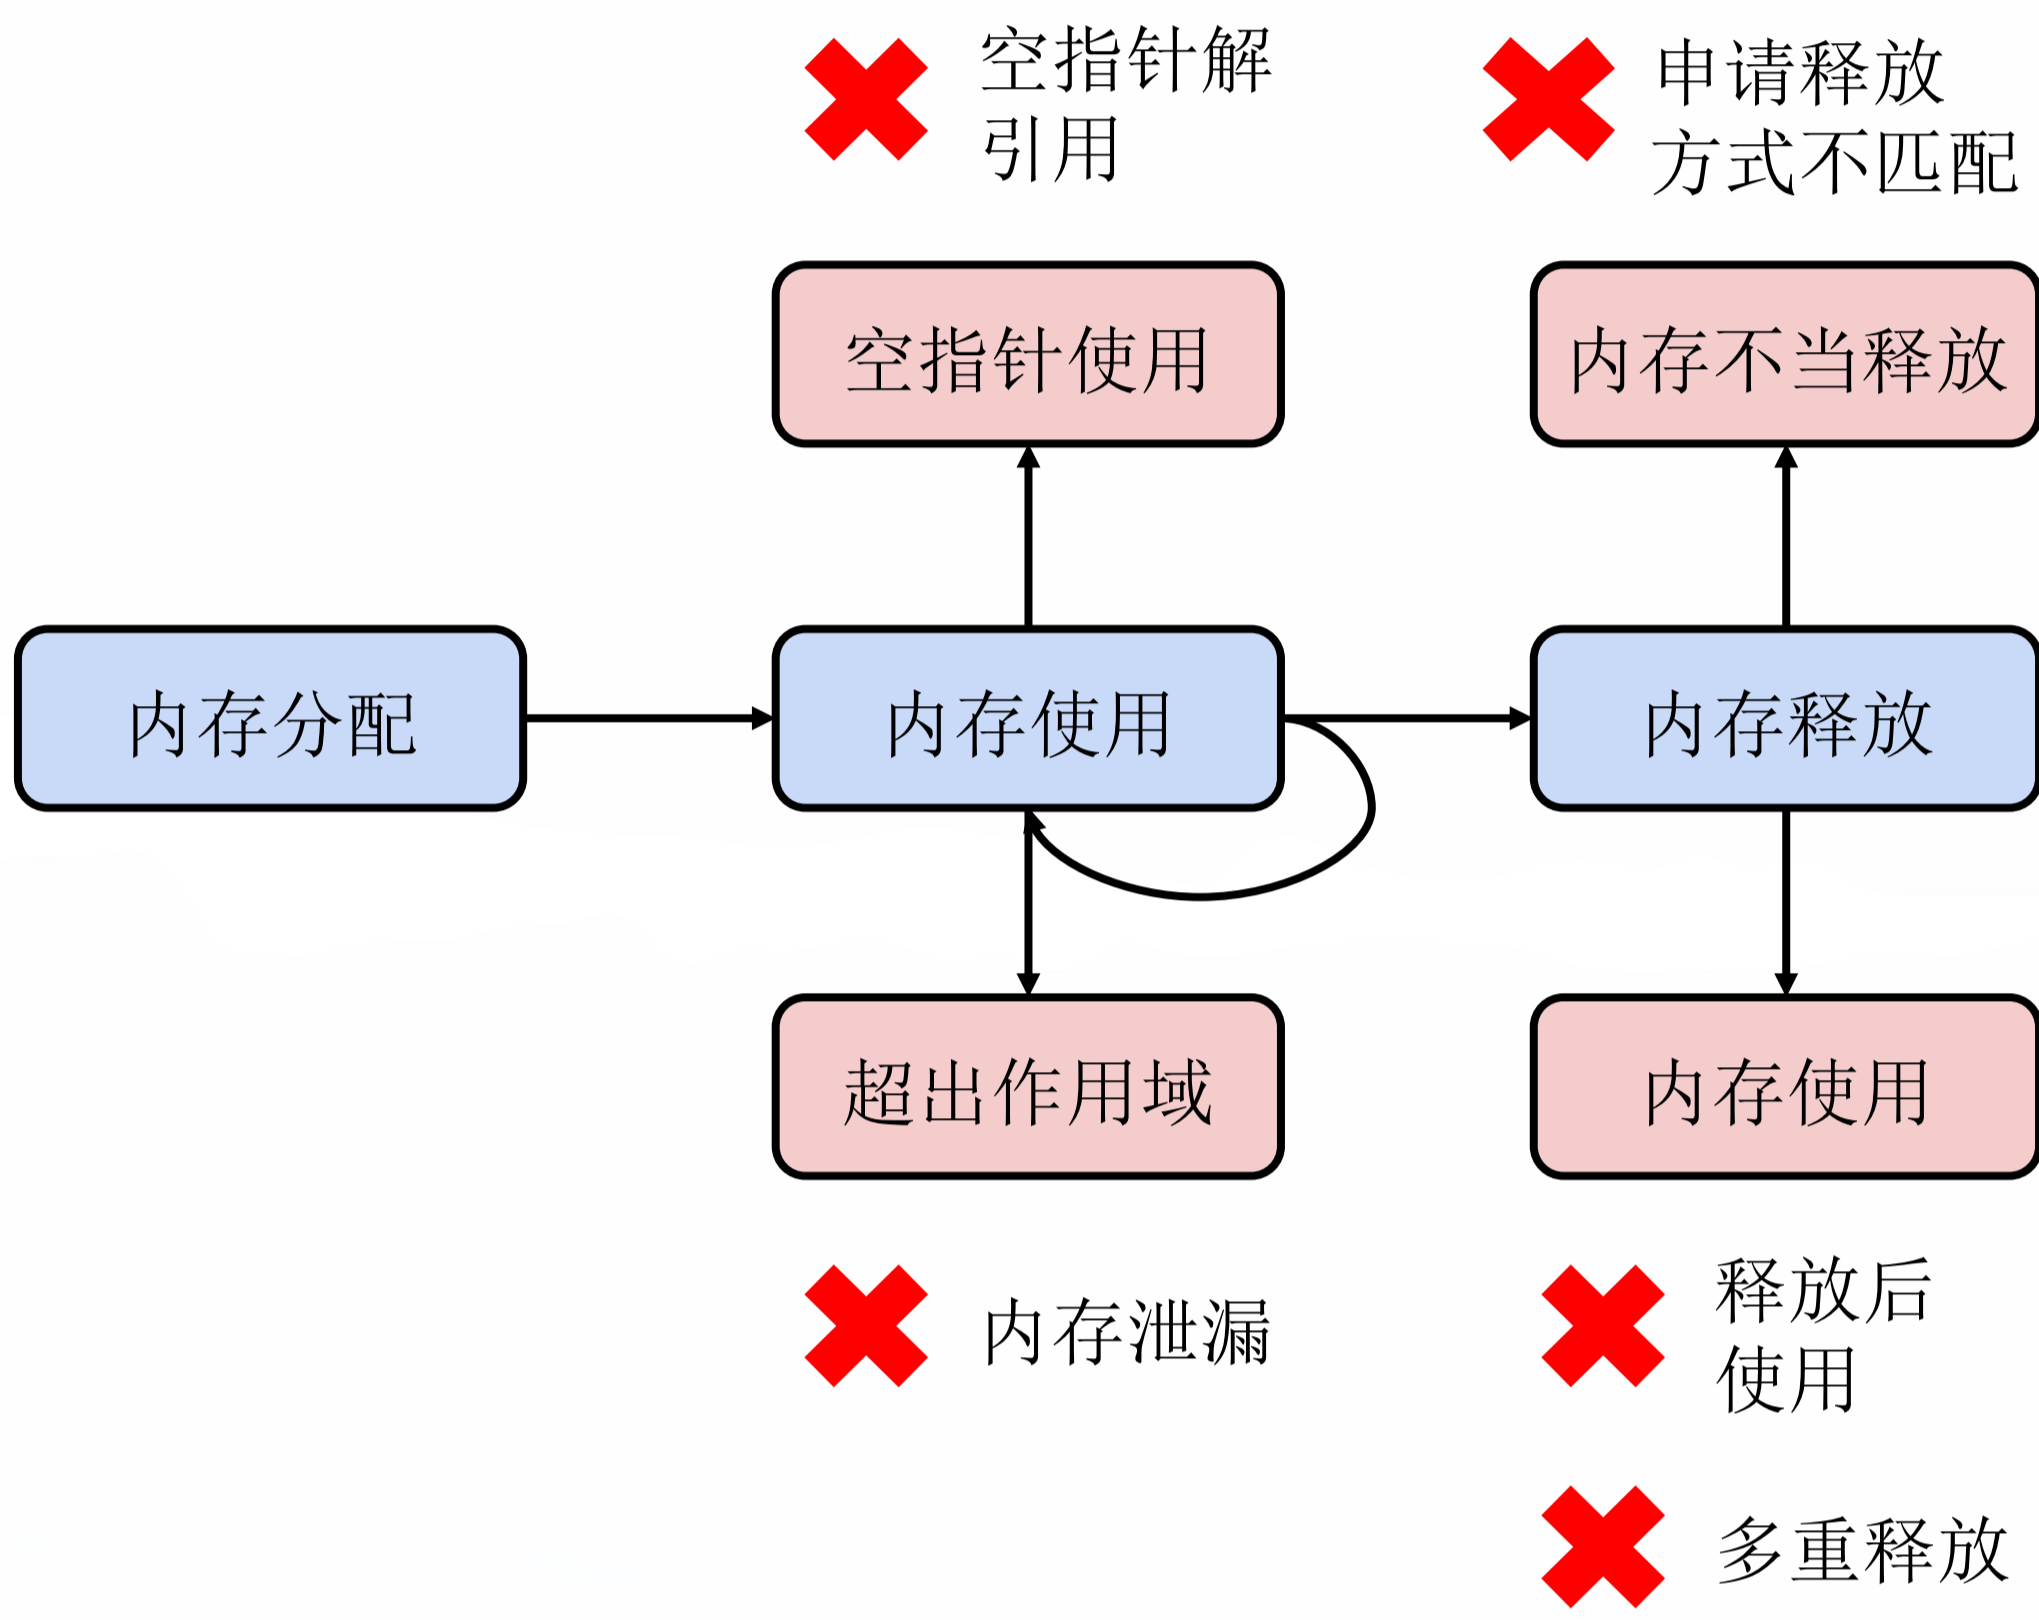 空指针解
引用
申请释放
方式不匹配
空指针使用
内存不当释放
内存分配
内存使用
内存释放
超出作用域
内存使用
内存泄漏
释放后
使用
多重释放